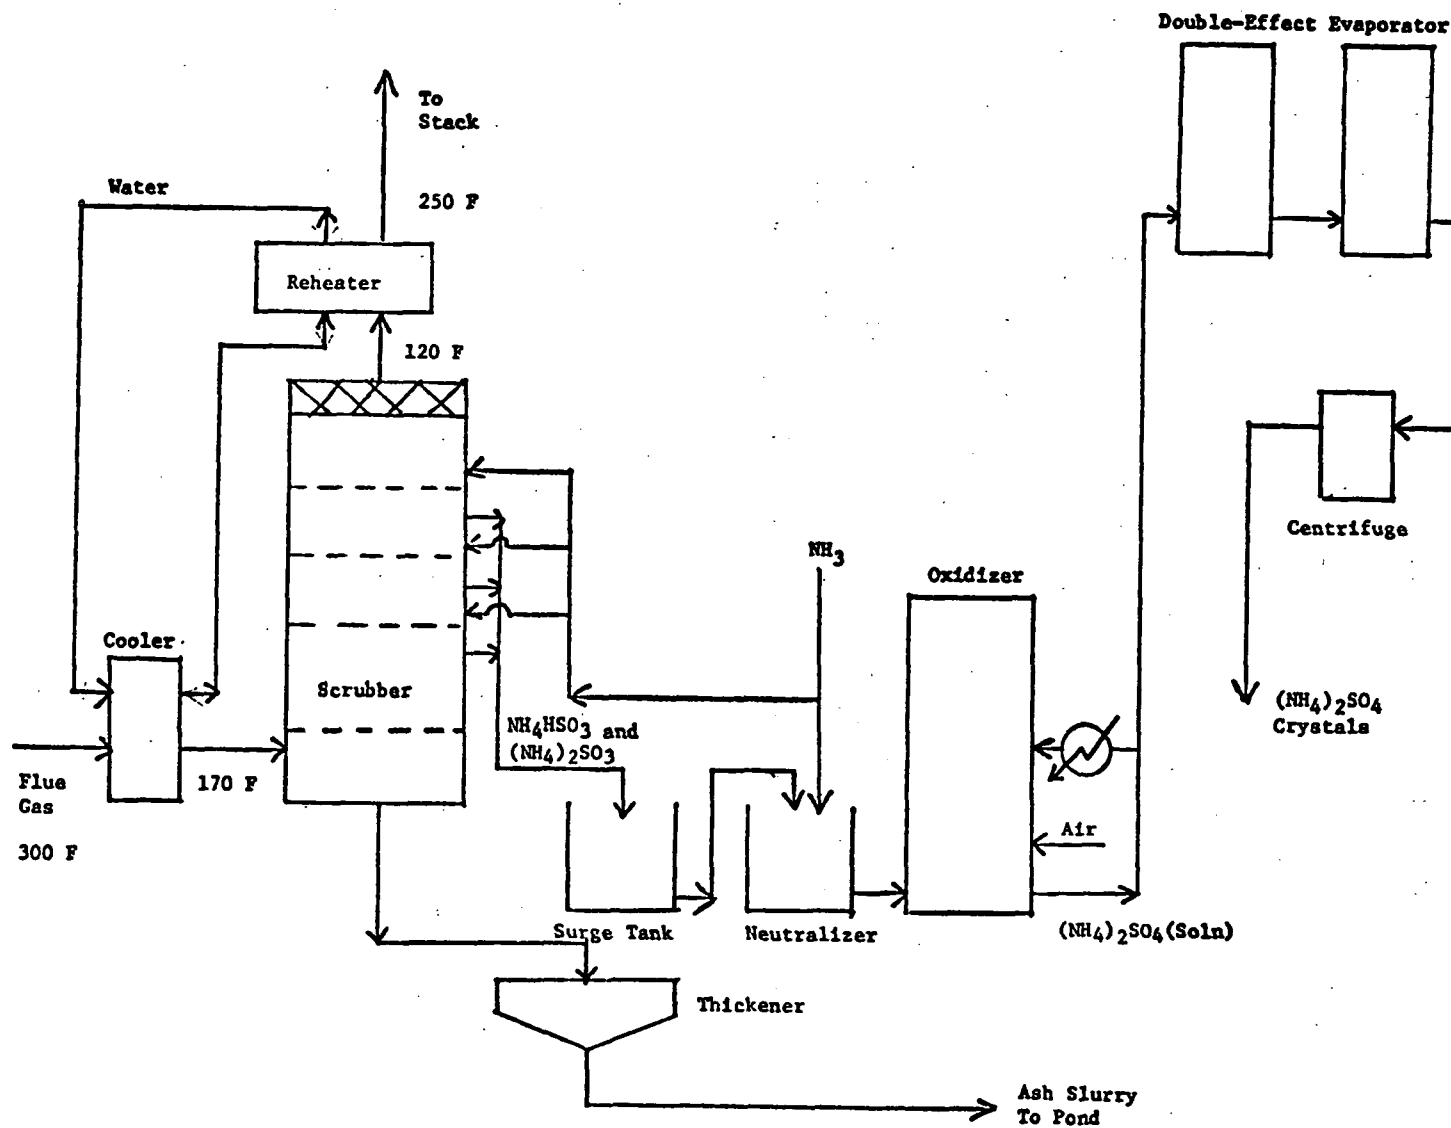 Double-Effect Evaporator
To
Stack
Water
250 F
Reheater
120 F
NH3
Oxidizer
Centrifuge
Cooler
Scrubber
NH4HSO3 and
(NH4)2SO3
(NH4)2SO4
Crystals
Flue
Gas
170 F
300 F
Air
Surge Tank
Neutralizer
(NH4)2SO4(Soln)
Thickener
Ash Slurry
To Pond